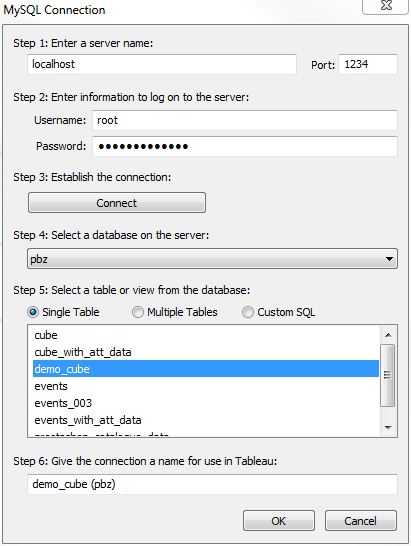 MySQL Connection
Step 1: Enter a server name:
localhost Port: 1234
Step 2: Enter information to log on to the server:
Username: root
Password: ●●●●●●●●●●●●●
Step 3: Establish the connection:
Connect
Step 4: Select a database on the server:
pbz
Step 5: Select a table or view from the database:
Single Table Multiple Tables Custom SQL
cube
cube_with_att_data
demo_cube
events
events_003
events_with_att_data
Step 6: Give the connection a name for use in Tableau:
demo_cube (pbz)
OK Cancel